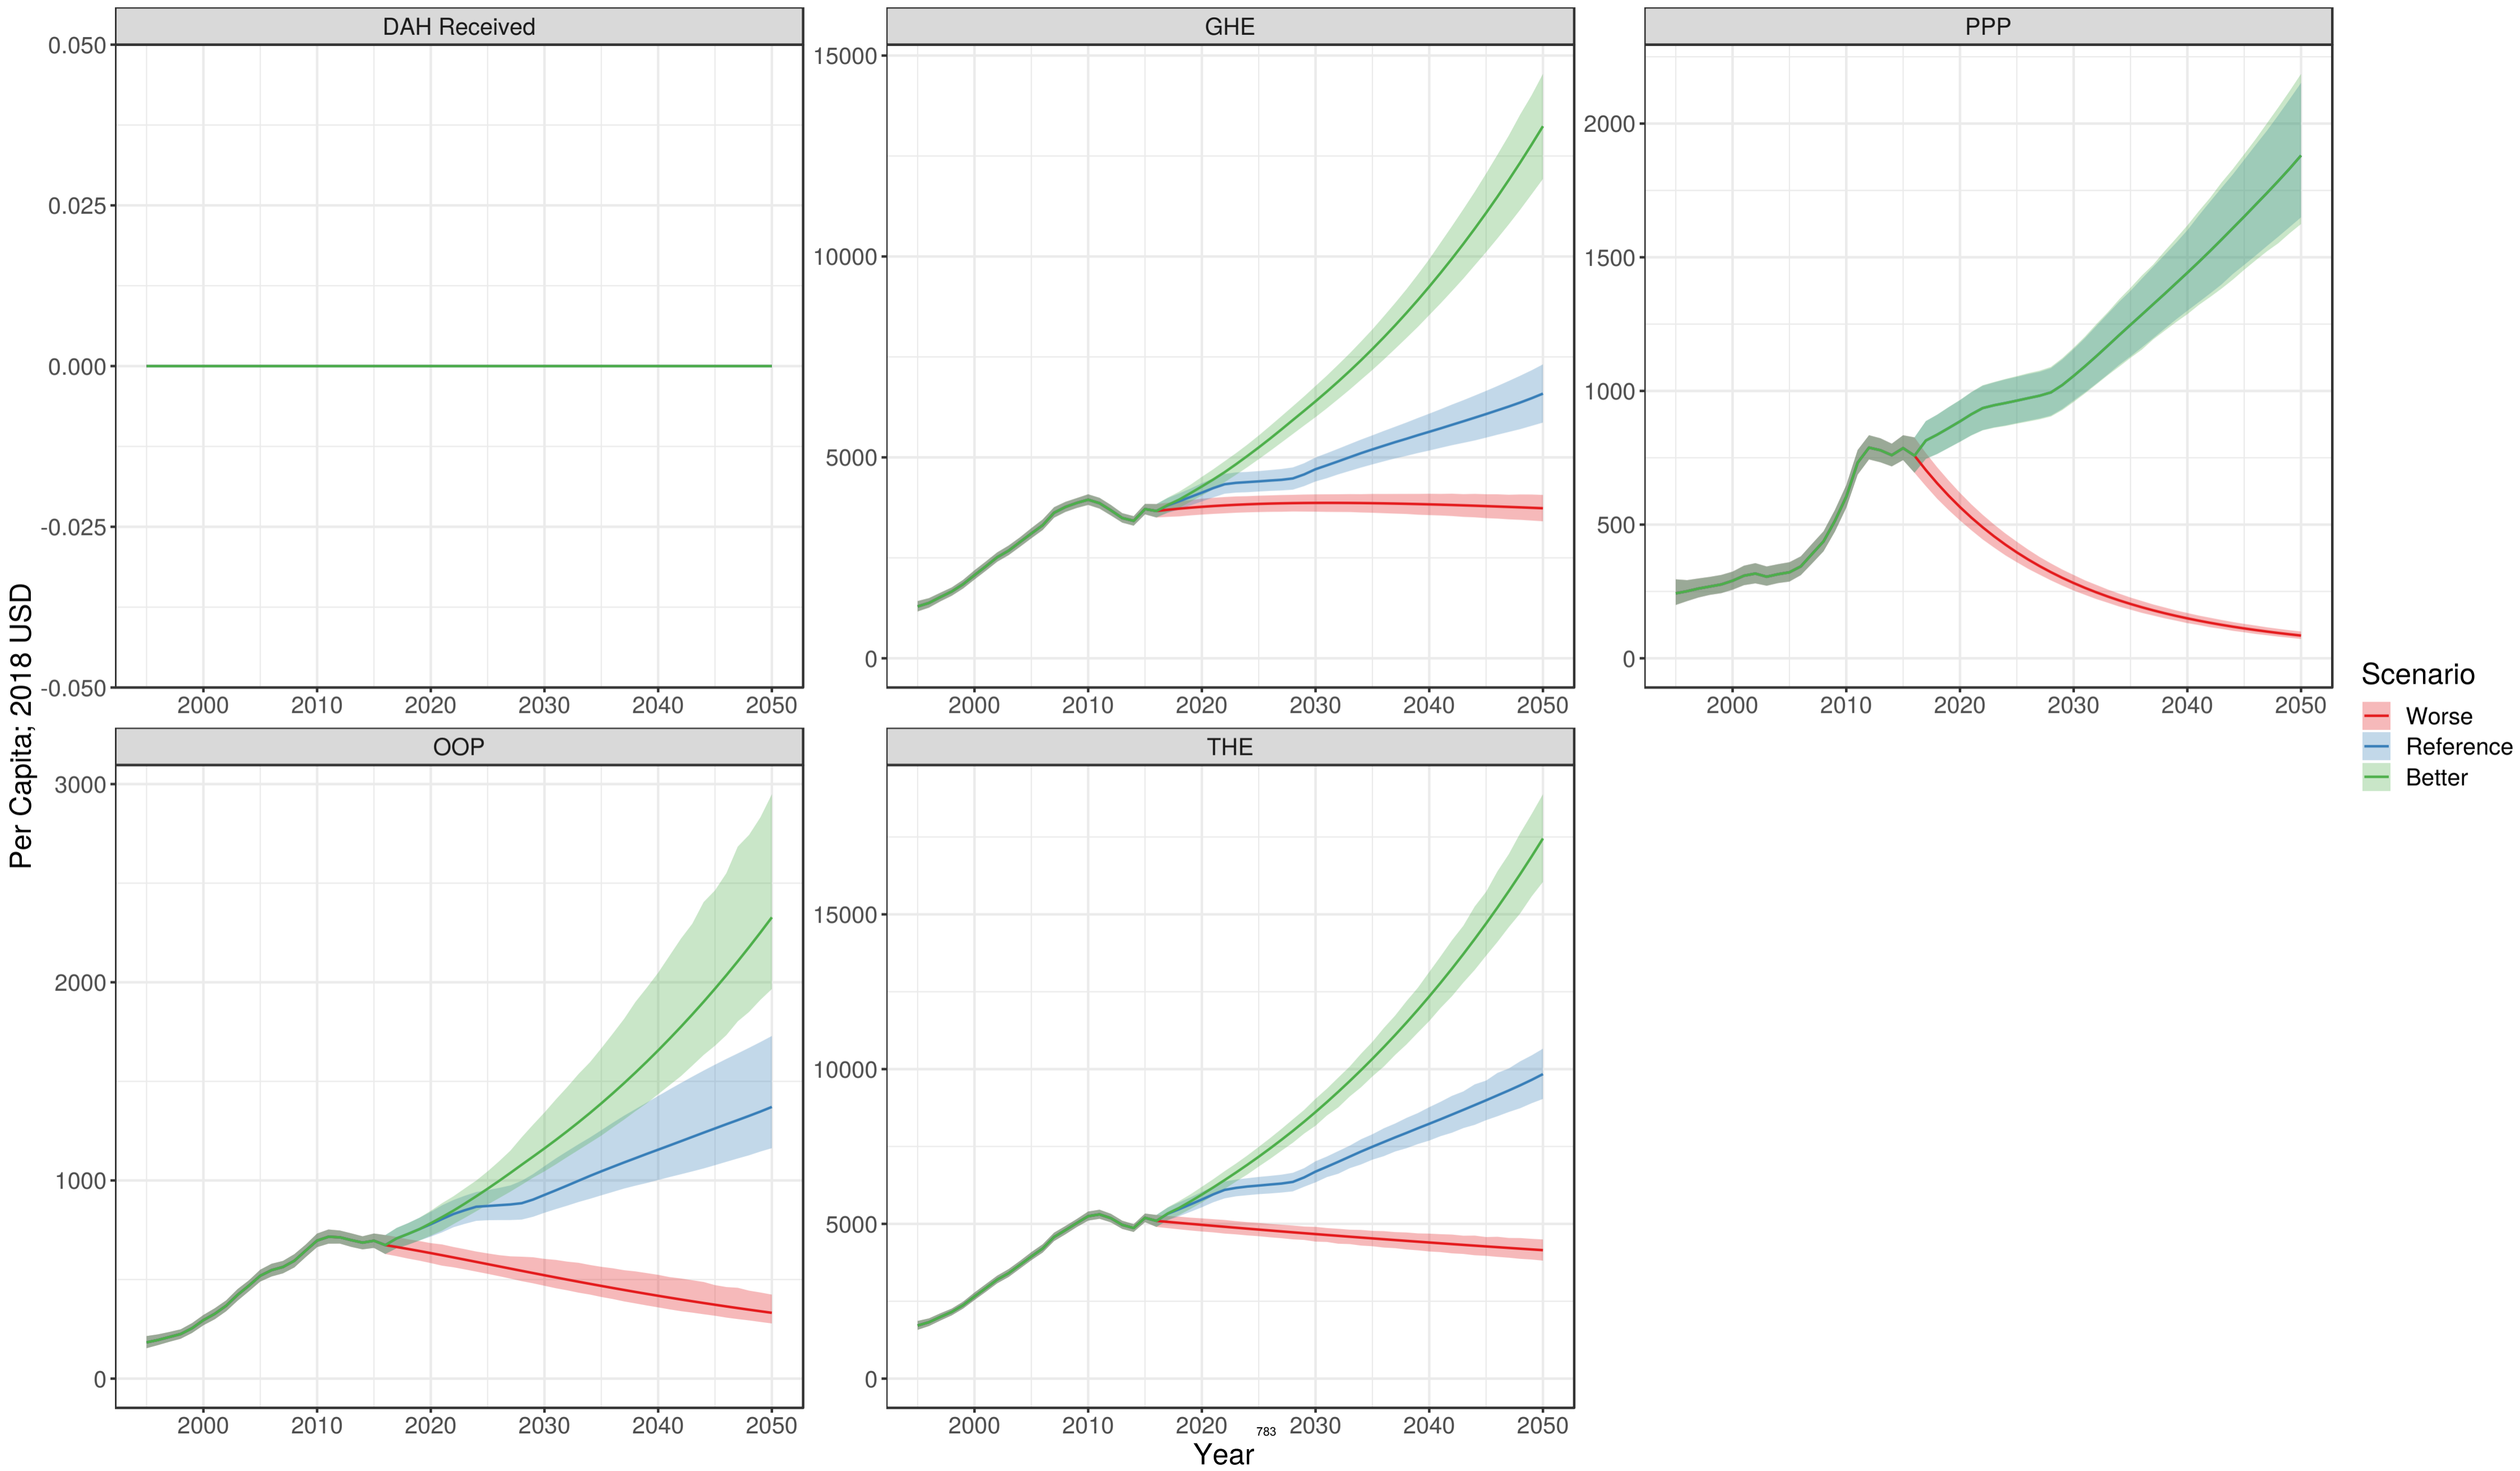 DAH Received
GHE
PPP
0.050
0.025
0.000
-0.025
-0.050
15000
10000
5000
0
2000
1500
1000
500
0
2000 2010 2020 2030 2040 2050
2000 2010 2020 2030 2040 2050
2000 2010 2020 2030 2040 2050
Per Capita; 2018 USD
OOP
THE
3000
2000
1000
0
15000
10000
5000
0
2000 2010 2020 2030 2040 2050
2000 2010 2020 2030 2040 2050
783
Year
Scenario
Worse
Reference
Better